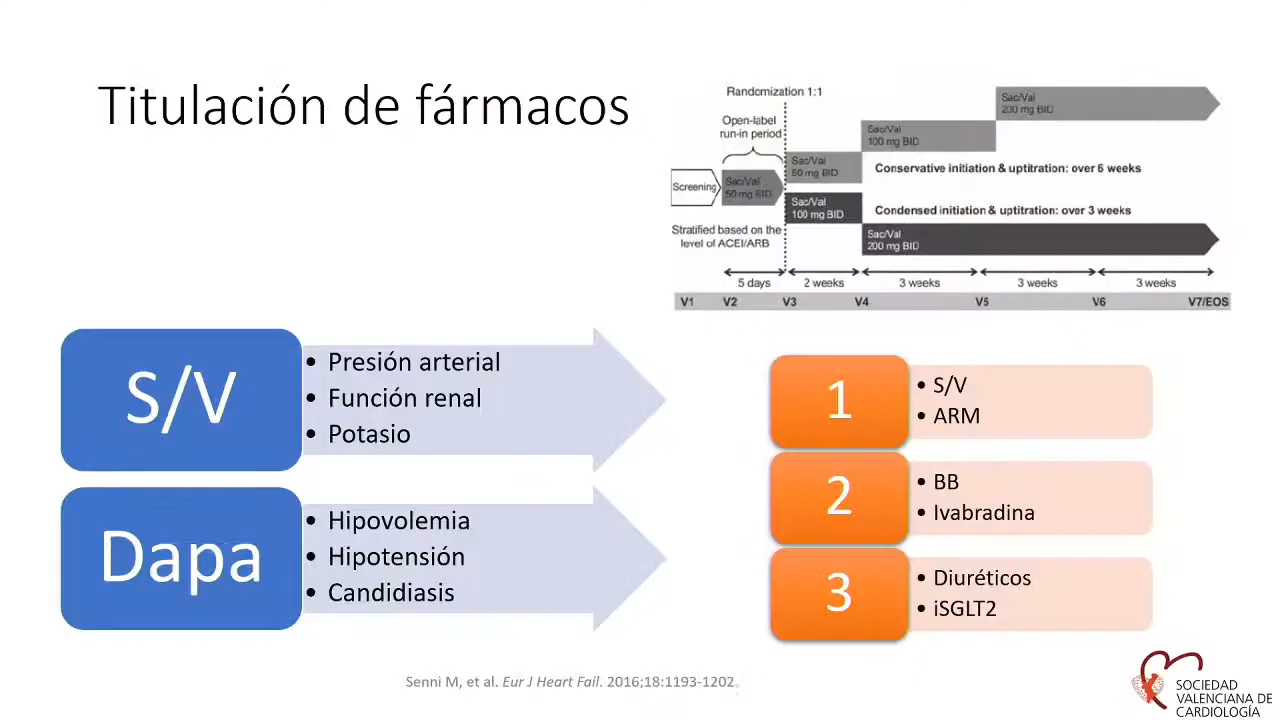 Titulación de fármacos
Randomization 1:1
Open-label
run-in period
Screening
Sac/Val
50 mg BID
Sac/Val
50 mg BID
Sac/Val
100 mg BID
Sac/Val
200 mg BID
Conservative initiation & uptitration: over 6 weeks
Sac/Val
100 mg BID
Condensed initiation & uptitration: over 3 weeks
Sac/Val
200 mg BID
Stratified based on the
level of ACEI/ARB
5 days
2 weeks
3 weeks
3 weeks
3 weeks
V1
V2
V3
V4
V5
V6
V7/EOS
S/V
• Presión arterial
• Función renal
• Potasio
Dapa
• Hipovolemia
• Hipotensión
• Candidiasis
1
• S/V
• ARM
2
• BB
• Ivabradina
3
• Diuréticos
• iSGLT2
Senni M, et al. Eur J Heart Fail. 2016;18:1193-1202.
SOCIEDAD
VALENCIANA DE
CARDIOLOGÍA